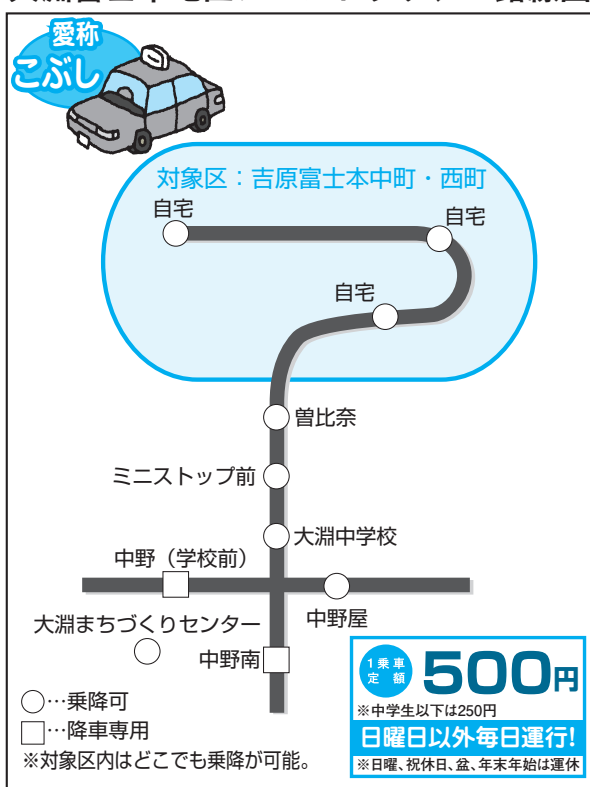 愛称
こぶし
対象区：吉原富士本中町・西町
自宅
自宅
自宅
曽比奈
ミニストップ前
大淵中学校
中野（学校前）
中野屋
大淵まちづくりセンター
中野南
○…乗降可
□…降車専用
※対象区内はどこでも乗降が可能。
1乗車
定額
500円
※中学生以下は250円
日曜日以外毎日運行!
※日曜、祝休日、盆、年末年始は運休